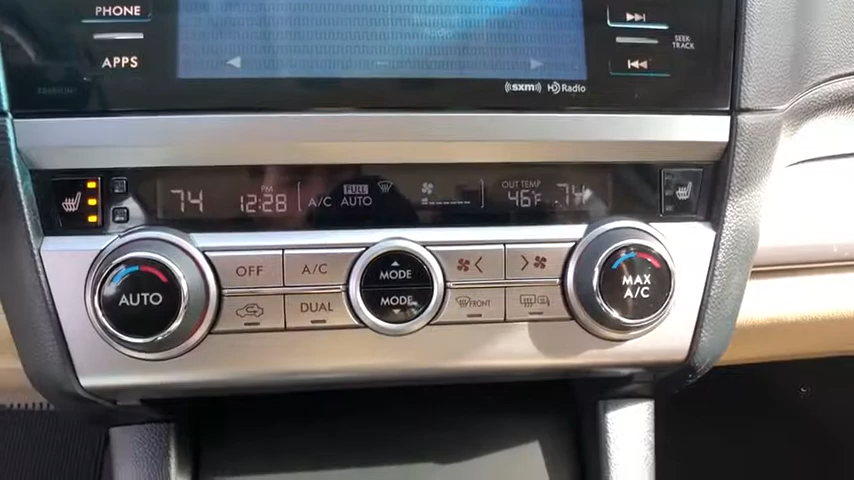 PHONE
APPS
Radio
SEEK
TRACK
sxm HD Radio
74 PM 12:28 A/C FULL AUTO OUT TEMP 46°F 74
AUTO
OFF A/C
DUAL
MODE
MODE
FRONT
MAX
A/C